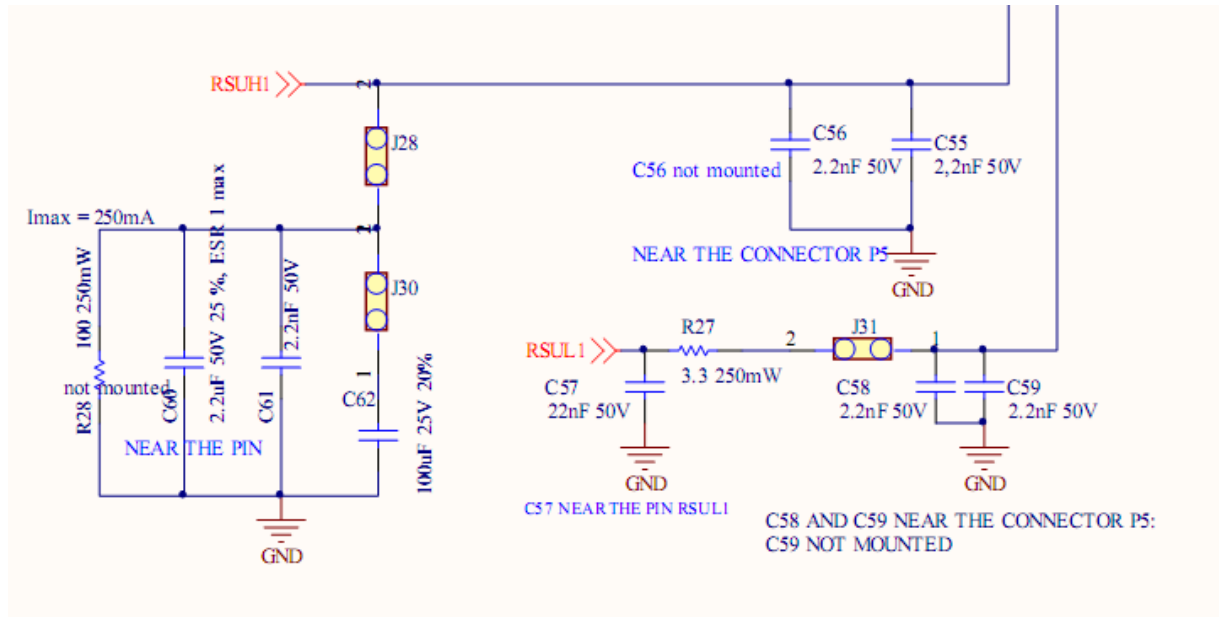 RSUH1
2
J28
C56
2.2nF 50V
C55
2,2nF 50V
C56 not mounted
Imax = 250mA
2
1
NEAR THE CONNECTOR P5
GND
J30
100 250mW
not mounted
R28
C60
2.2uF 50V 25 %, ESR 1 max
C61
2.2nF 50V
1
C62
100uF 25V 20%
NEAR THE PIN
GND
RSUL1
R27
3.3 250mW
2
J31
1
C57
22nF 50V
C58
2.2nF 50V
C59
2.2nF 50V
GND
GND
C57 NEAR THE PIN RSUL1
C58 AND C59 NEAR THE CONNECTOR P5:
C59 NOT MOUNTED